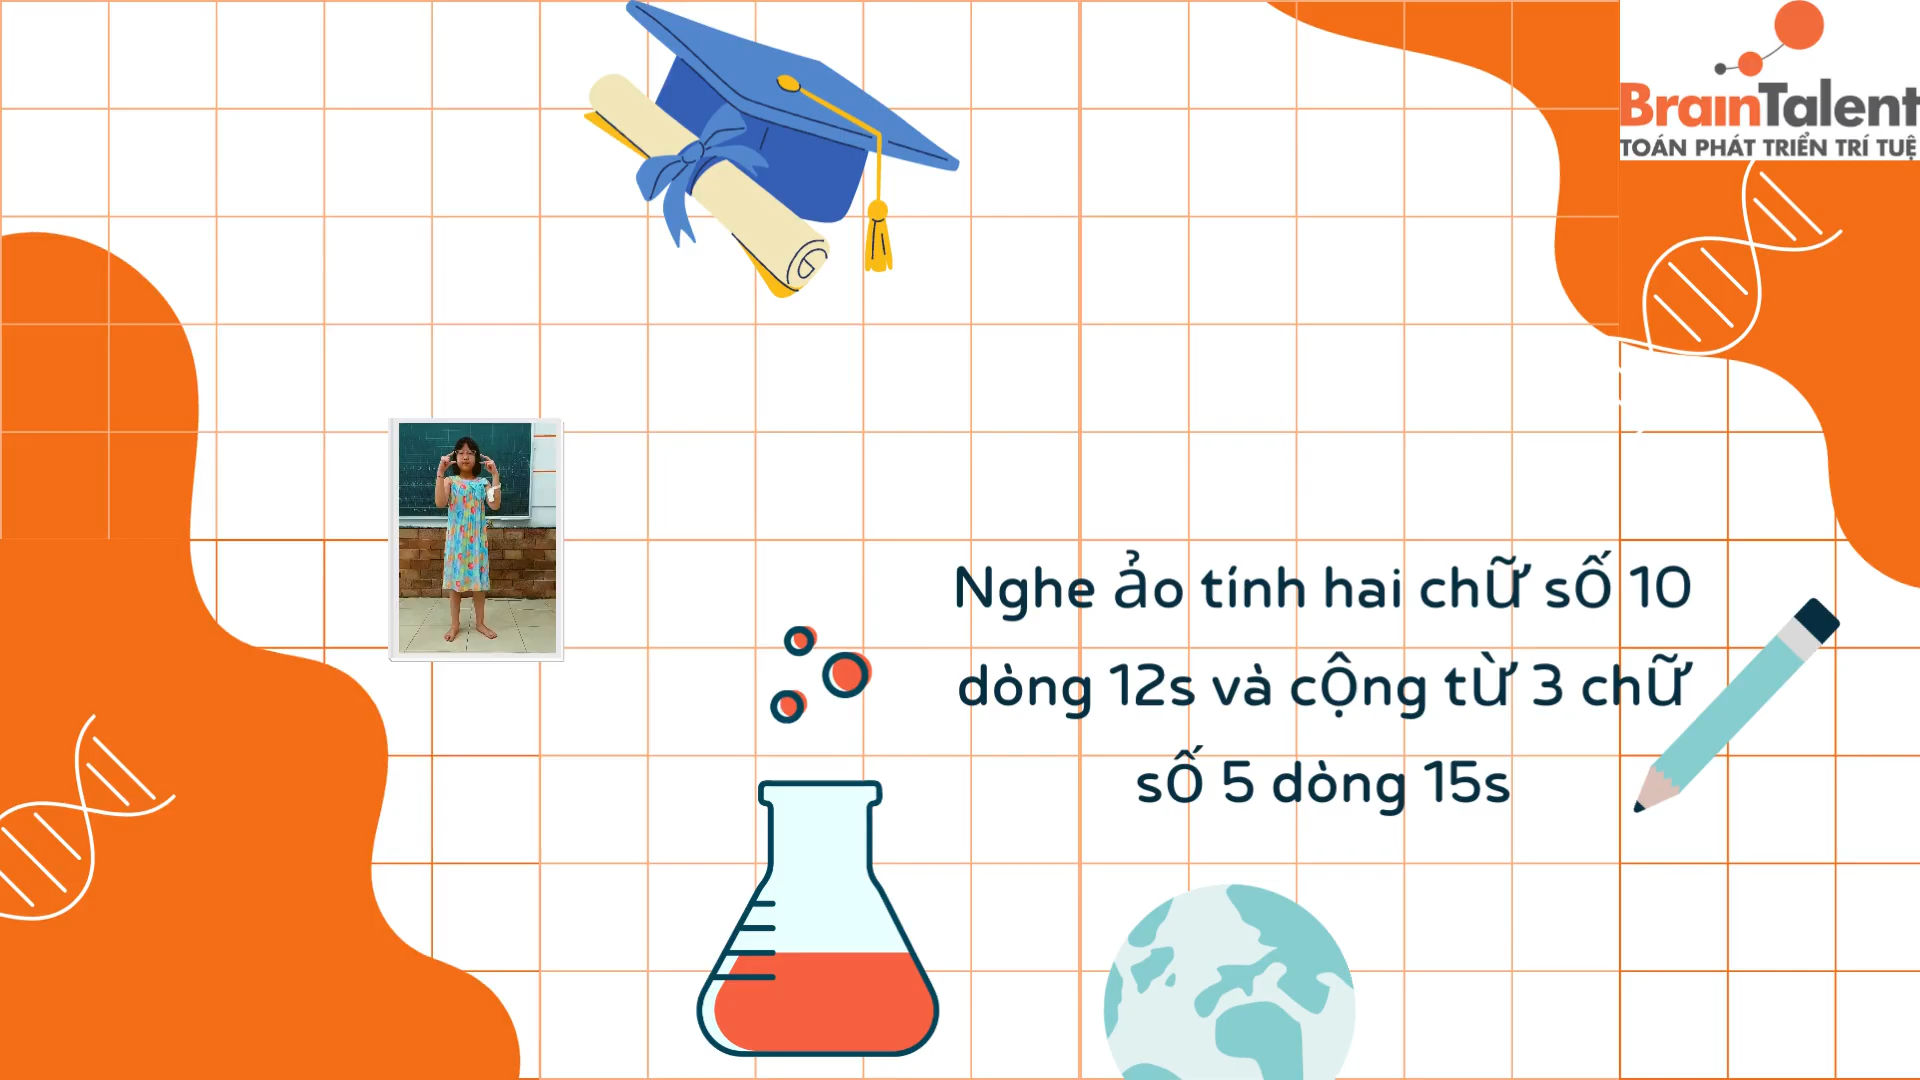 BrainTalent
TOÁN PHÁT TRIỂN TRÍ TUỆ
Nghe ảo tính hai chữ số 10
dòng 12s và cộng từ 3 chữ
số 5 dòng 15s